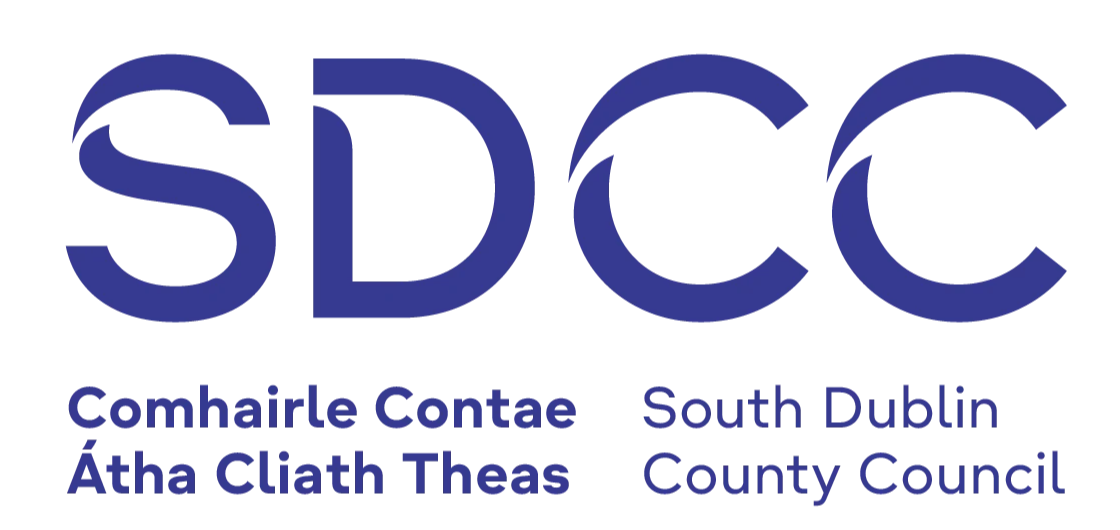 SDCC
Comhairle Contae
Átha Cliath Theas
South Dublin
County Council